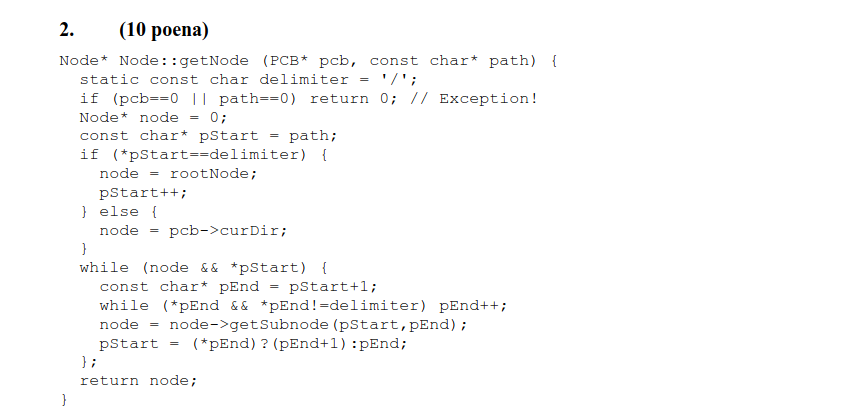 2. (10 poena)
Node* Node::getNode (PCB* pcb, const char* path) {
  static const char delimiter = '/';
  if (pcb==0 || path==0) return 0; // Exception!
  Node* node = 0;
  const char* pStart = path;
  if (*pStart==delimiter) {
    node = rootNode;
    pStart++;
  } else {
    node = pcb->curDir;
  }
  while (node && *pStart) {
    const char* pEnd = pStart+1;
    while (*pEnd && *pEnd!=delimiter) pEnd++;
    node = node->getSubnode(pStart,pEnd);
    pStart = (*pEnd)?(pEnd+1):pEnd;
  };
  return node;
}